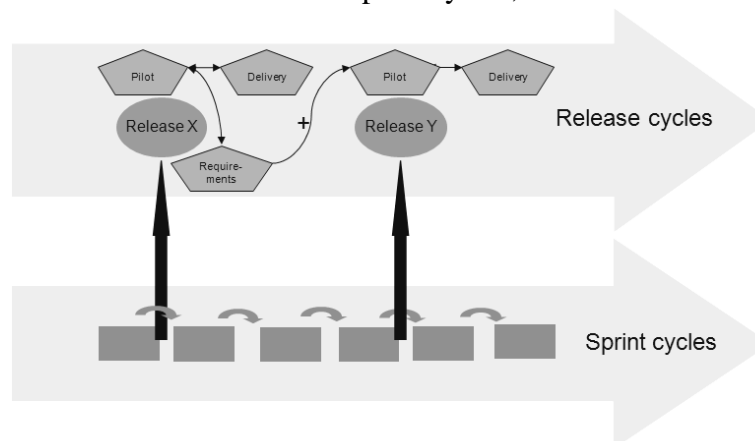 Pilot
Delivery
Pilot
Delivery
Release X
Release Y
Release cycles
+
Require-
ments
Sprint cycles